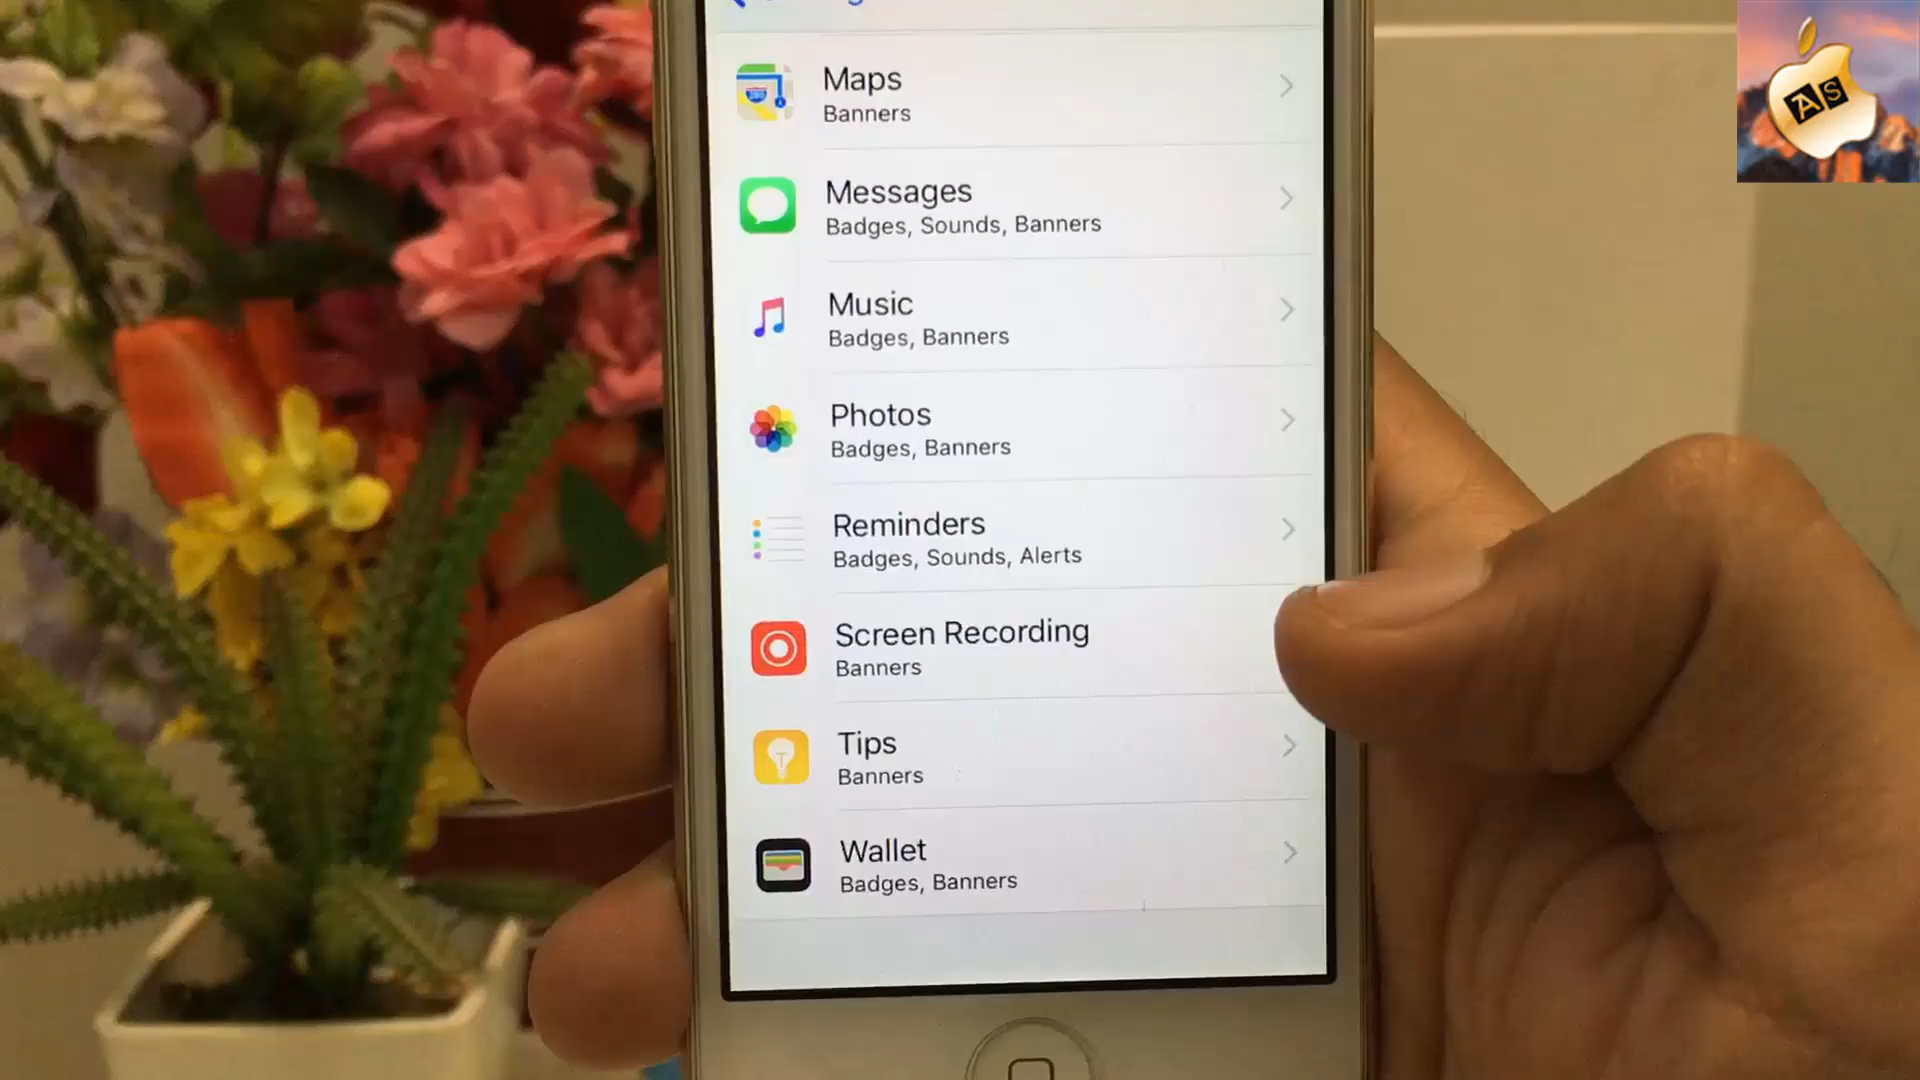 Maps
Banners
Messages
Badges, Sounds, Banners
Music
Badges, Banners
Photos
Badges, Banners
Reminders
Badges, Sounds, Alerts
Screen Recording
Banners
Tips
Banners
Wallet
Badges, Banners
AS